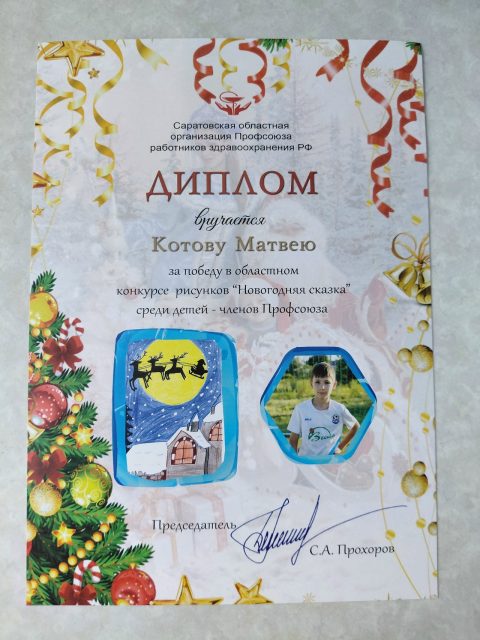 Саратовская областная
организация Профсоюза
работников здравоохранения РФ
ДИПЛОМ
вручается
Котову Матвею
за победу в областном
конкурсе рисунков "Новогодняя сказка"
среди детей - членов Профсоюза
Председатель
С.А. Прохоров